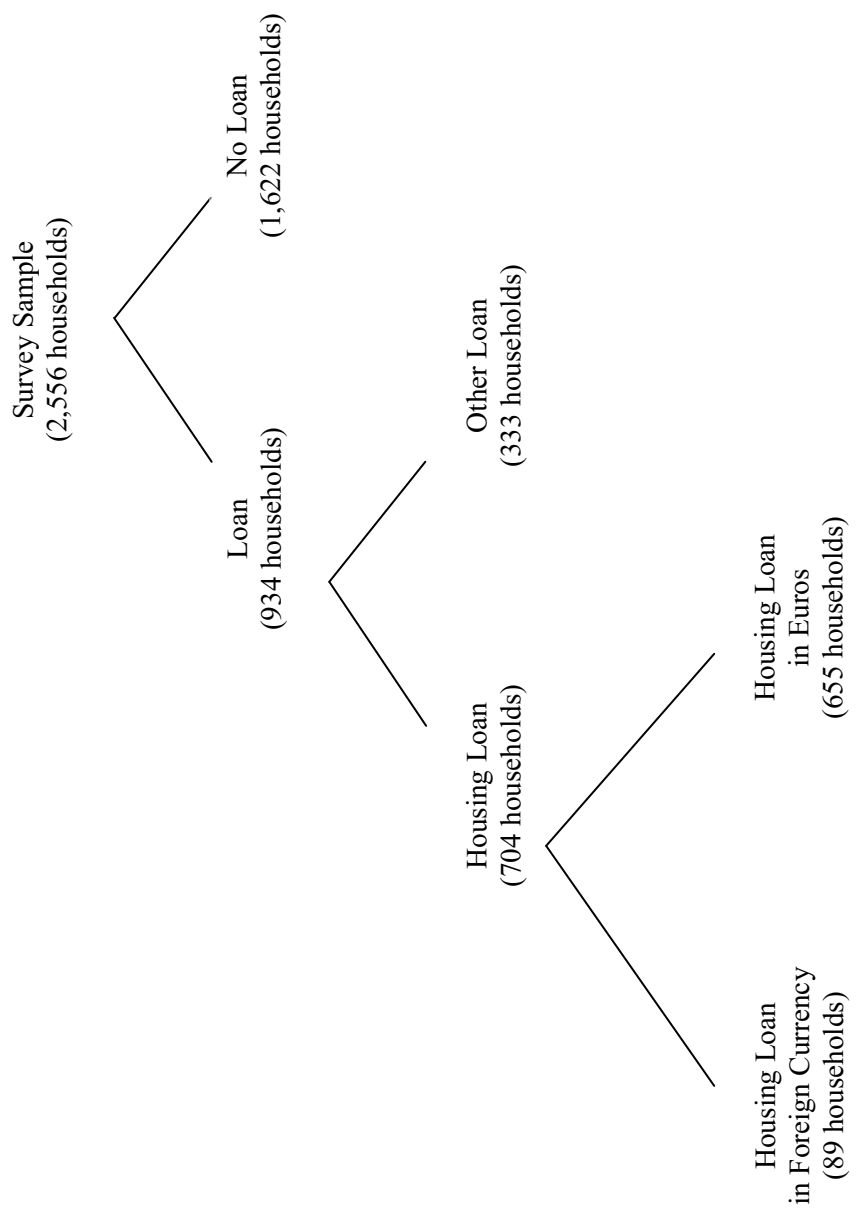 Survey Sample
(2,556 households)
Loan
(934 households)
No Loan
(1,622 households)
Housing Loan
(704 households)
Other Loan
(333 households)
Housing Loan
in Foreign Currency
(89 households)
Housing Loan
in Euros
(655 households)